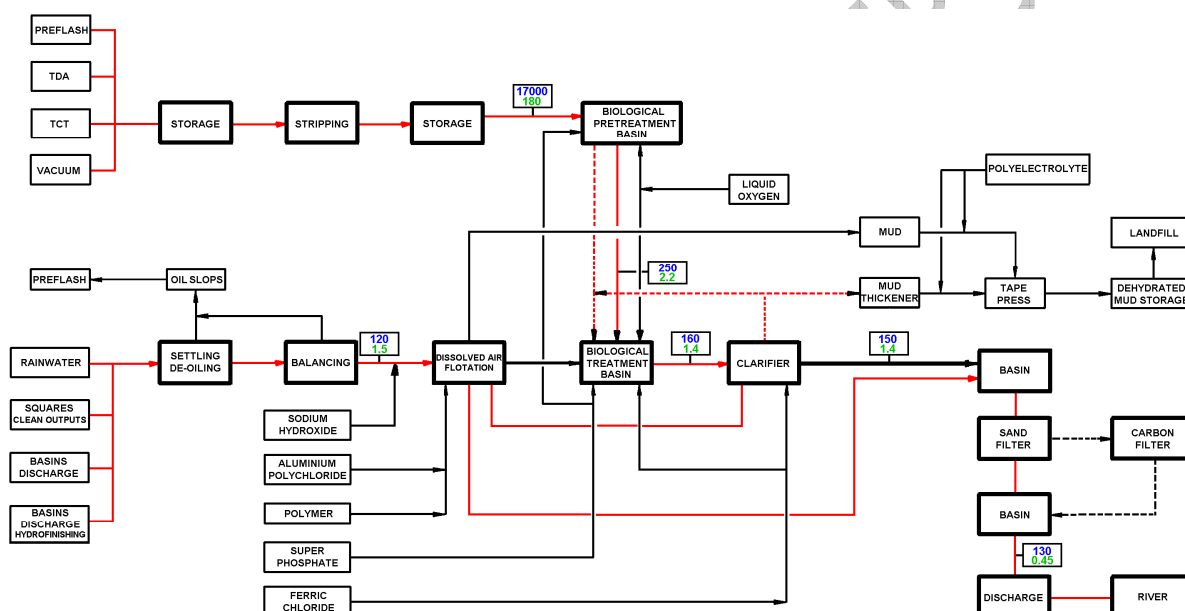 PREFLASH
TDA
TCT
VACUUM
STORAGE
STRIPPING
STORAGE
17000
180
BIOLOGICAL
PRETREATMENT
BASIN
LIQUID
OXYGEN
POLYELECTROLYTE
MUD
LANDFILL
PREFLASH
OIL SLOPS
250
2.2
MUD
THICKENER
TAPE
PRESS
DEHYDRATED
MUD STORAGE
RAINWATER
SETTLING
DE-OILING
BALANCING
120
1.5
DISSOLVED AIR
FLOTATION
BIOLOGICAL
TREATMENT
BASIN
160
1.4
CLARIFIER
150
1.4
BASIN
SQUARES
CLEAN OUTPUTS
SODIUM
HYDROXIDE
SAND
FILTER
CARBON
FILTER
BASINS
DISCHARGE
ALUMINIUM
POLYCHLORIDE
BASINS
DISCHARGE
HYDROFINISHING
POLYMER
BASIN
SUPER
PHOSPHATE
130
0.45
FERRIC
CHLORIDE
DISCHARGE
RIVER